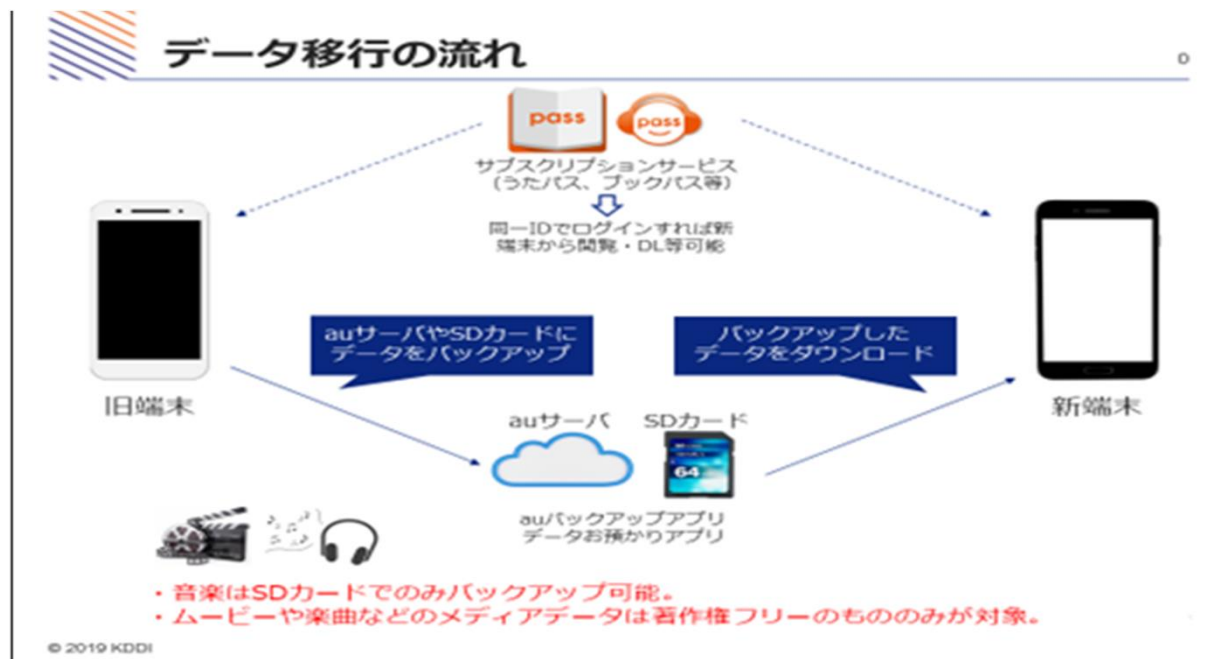 データ移行の流れ
0
pass
pass
サブスクリプションサービス
(うたパス、ブックパス等)
同一IDでログインすれば新
端末から閲覧・DL等可能
auサーバやSDカードに
データをバックアップ
バックアップした
データをダウンロード
旧端末
新端末
auサーバ
SDカード
64
auバックアップアプリ
データお預かりアプリ
・音楽はSDカードでのみバックアップ可能。
・ムービーや楽曲などのメディアデータは著作権フリーのもののみが対象。
© 2019 KDDI